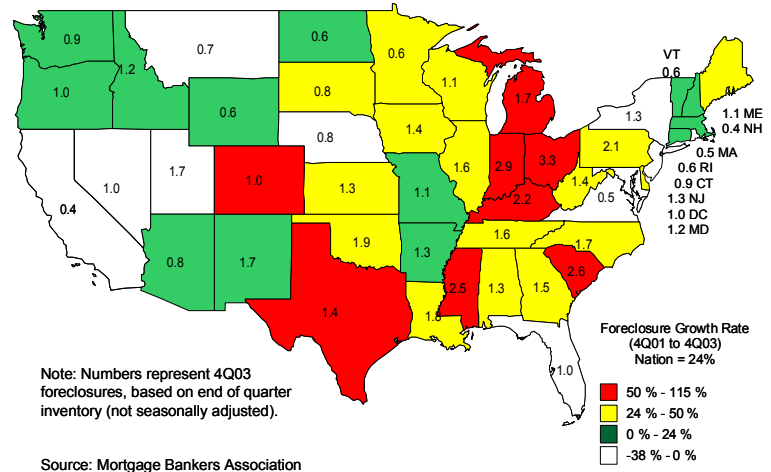 0.9
0.7
0.6
0.6
VT
0.6
1.2
1.0
0.6
0.8
1.1
1.7
1.1 ME
0.4 NH
1.3
0.8
1.4
2.1
0.5 MA
0.6 RI
0.9 CT
1.3 NJ
1.0 DC
1.2 MD
0.4
1.0
1.7
1.0
1.3
1.1
1.6
2.9
3.3
1.4
0.5
2.2
0.8
1.7
1.9
1.3
1.6
1.7
1.4
1.8
2.5
1.3
1.5
2.6
1.0
Foreclosure Growth Rate
(4Q01 to 4Q03)
Nation = 24%
50 % - 115 %
24 % - 50 %
0 % - 24 %
-38 % - 0 %
Note: Numbers represent 4Q03
foreclosures, based on end of quarter
inventory (not seasonally adjusted).
Source: Mortgage Bankers Association